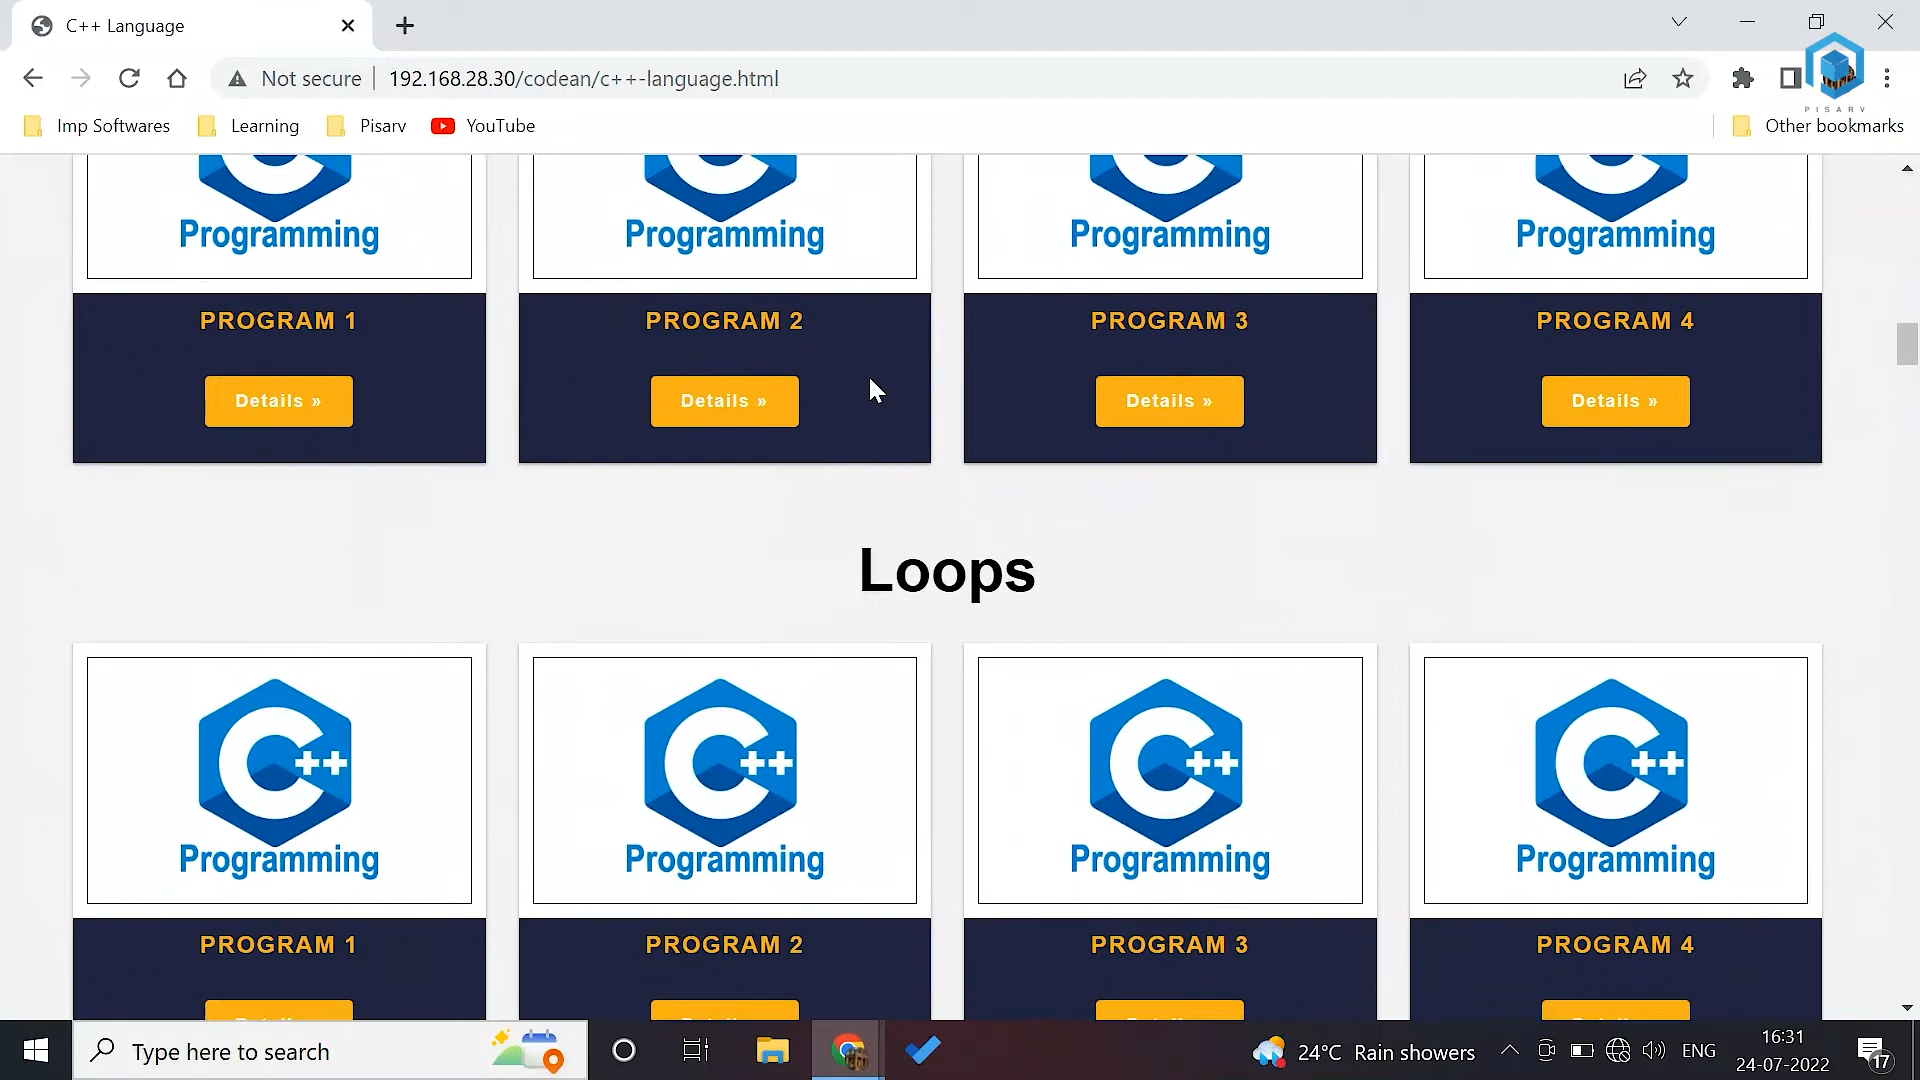 C++ Language
Not secure
192.168.28.30/codean/c++-language.html
PISARV
Imp Softwares
Learning
Pisarv
YouTube
Other bookmarks
Programming
Programming
Programming
Programming
PROGRAM 1
PROGRAM 2
PROGRAM 3
PROGRAM 4
Details »
Details »
Details »
Details »
Loops
C++
C++
C++
C++
Programming
Programming
Programming
Programming
PROGRAM 1
PROGRAM 2
PROGRAM 3
PROGRAM 4
Type here to search
24°C Rain showers
ENG
16:31
24-07-2022
17